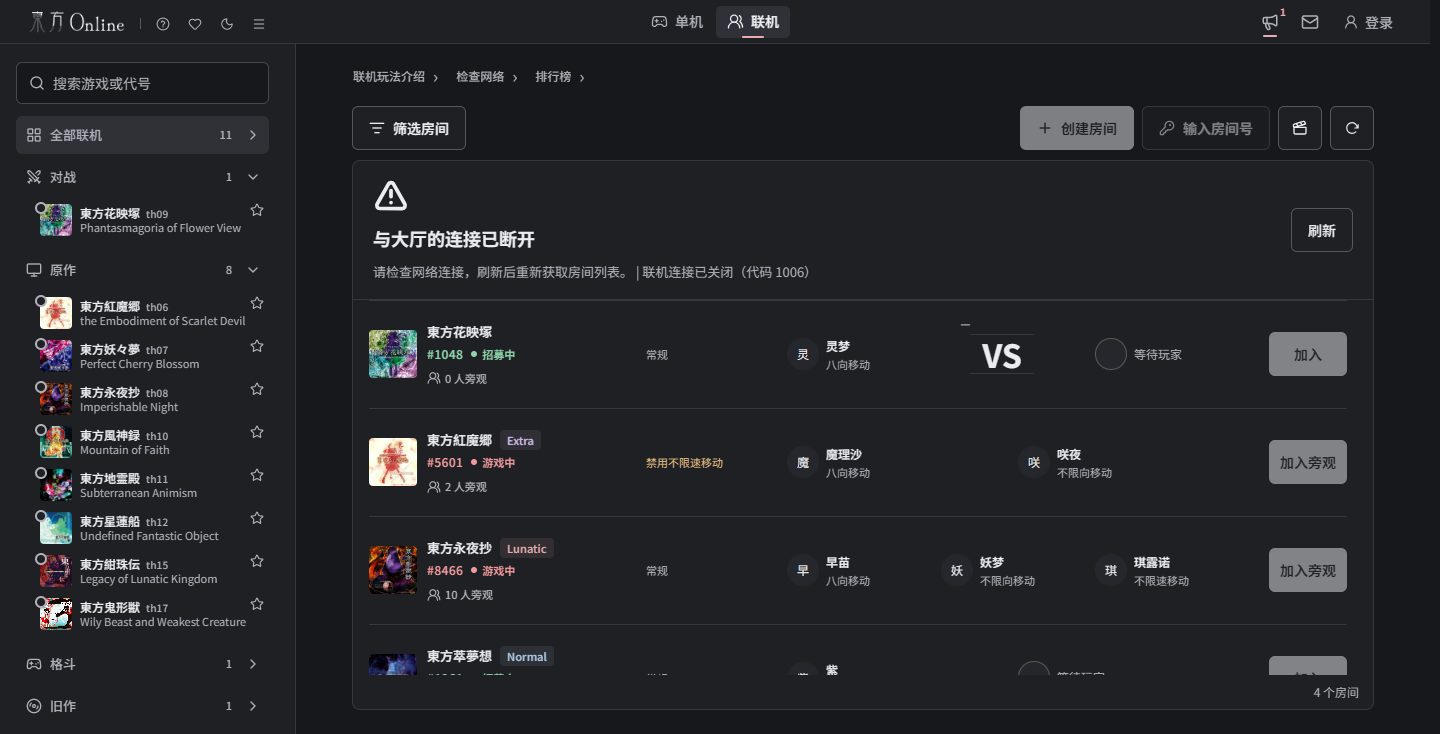 東方Online
单机
联机
1
登录
搜索游戏或代号
全部联机 11
对战 1
東方花映塚 th09
Phantasmagoria of Flower View
原作 8
東方紅魔郷 th06
the Embodiment of Scarlet Devil
東方妖々夢 th07
Perfect Cherry Blossom
東方永夜抄 th08
Imperishable Night
東方風神録 th10
Mountain of Faith
東方地霊殿 th11
Subterranean Animism
東方星蓮船 th12
Undefined Fantastic Object
東方紺珠伝 th15
Legacy of Lunatic Kingdom
東方鬼形獣 th17
Wily Beast and Weakest Creature
格斗 1
旧作 1
联机玩法介绍 › 检查网络 › 排行榜 ›
筛选房间
创建房间
输入房间号
与大厅的连接已断开
请检查网络连接，刷新后重新获取房间列表。 | 联机连接已关闭（代码 1006）
刷新
東方花映塚
#1048 ● 招募中
0 人旁观
常规
灵 灵梦
八向移动
—
VS
等待玩家
加入
東方紅魔郷 Extra
#5601 ● 游戏中
2 人旁观
禁用不限速移动
魔 魔理沙
八向移动
咲 咲夜
不限向移动
加入旁观
東方永夜抄 Lunatic
#8466 ● 游戏中
10 人旁观
常规
早 早苗
八向移动
妖 妖梦
不限向移动
琪 琪露诺
不限速移动
加入旁观
東方萃夢想 Normal
紫
4 个房间